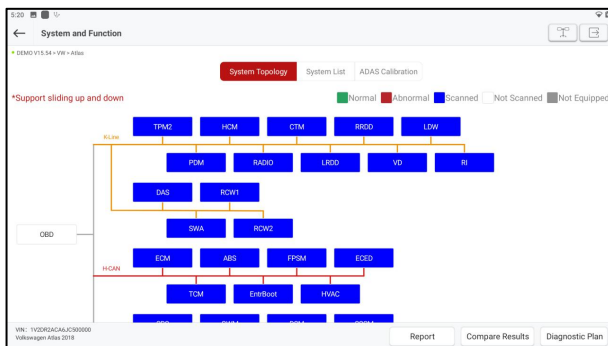 5:20
System and Function
DEMO V15.54 > VW > Atlas
System Topology System List ADAS Calibration
*Support sliding up and down
Normal Abnormal Scanned Not Scanned Not Equipped
TPM2 HCM CTM RRDD LDW
K-Line
PDM RADIO LRDD VD RI
DAS RCW1
SWA RCW2
OBD
ECM ABS FPSM ECED
H-CAN
TCM EntrBoot HVAC
VIN: 1V2DR2ACA6JC500000
Volkswagen Atlas 2018
Report Compare Results Diagnostic Plan